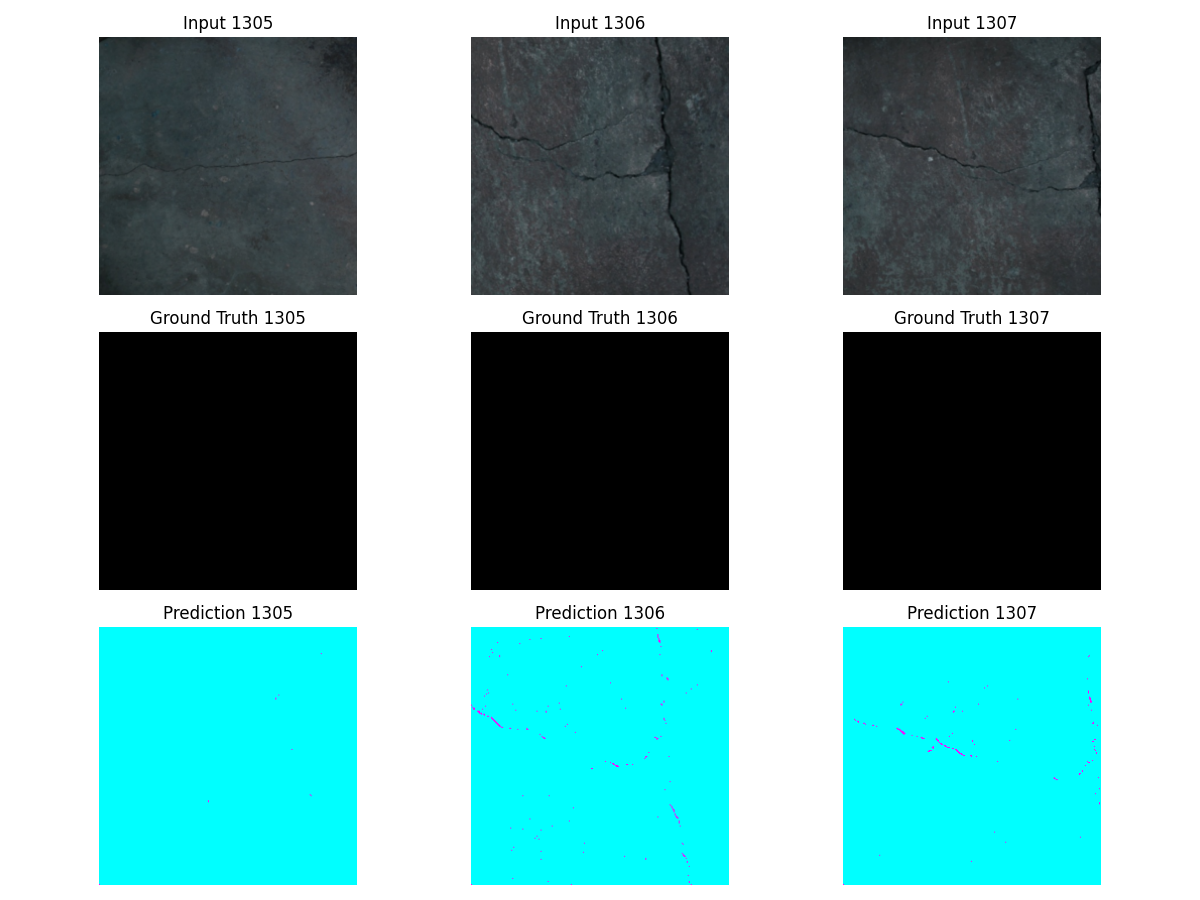 Input 1305
Input 1306
Input 1307
Ground Truth 1305
Ground Truth 1306
Ground Truth 1307
Prediction 1305
Prediction 1306
Prediction 1307